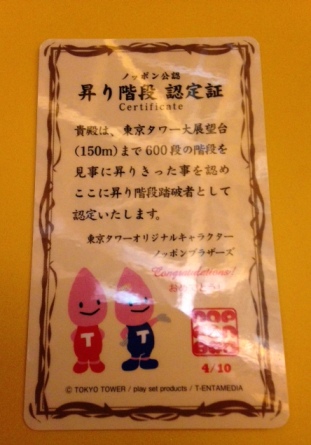 ノッポン公認
昇り階段 認定証
Certificate
貴殿は、東京タワー大展望台
(150m)まで600段の階段を
見事に昇りきった事を認め
ここに昇り階段踏破者として
認定いたします。
東京タワーオリジナルキャラクター
ノッポンブラザーズ
Congratulations!
T
T
4/10
© TOKYO TOWER / play set products / T-ENTAMEDIA